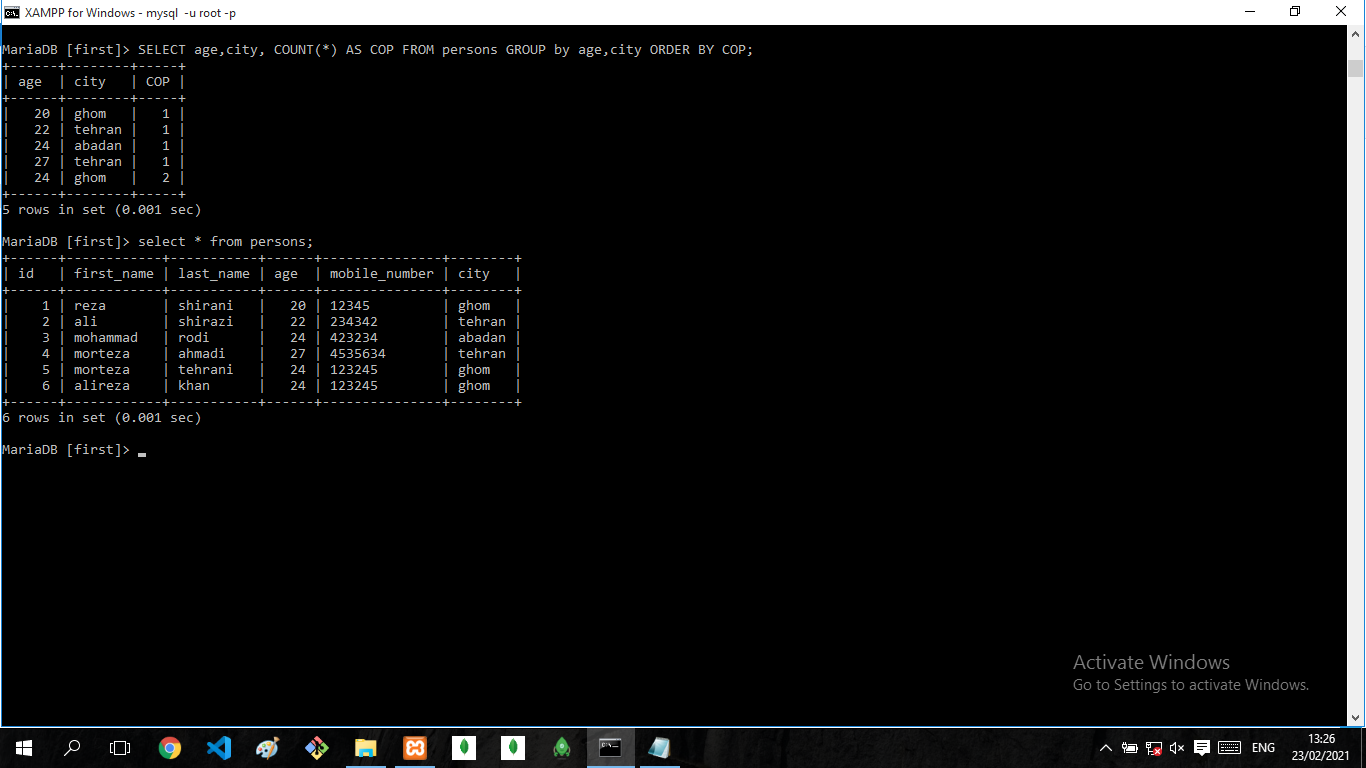 XAMPP for Windows - mysql  -u root -p
MariaDB [first]> SELECT age,city, COUNT(*) AS COP FROM persons GROUP by age,city ORDER BY COP;
+------+--------+-----+
| age  | city   | COP |
+------+--------+-----+
|   20 | ghom   |   1 |
|   22 | tehran |   1 |
|   24 | abadan |   1 |
|   27 | tehran |   1 |
|   24 | ghom   |   2 |
+------+--------+-----+
5 rows in set (0.001 sec)
MariaDB [first]> select * from persons;
+------+------------+-----------+------+---------------+--------+
| id   | first_name | last_name | age  | mobile_number | city   |
+------+------------+-----------+------+---------------+--------+
|    1 | reza       | shirani   |   20 | 12345         | ghom   |
|    2 | ali        | shirazi   |   22 | 234342        | tehran |
|    3 | mohammad   | rodi      |   24 | 423234        | abadan |
|    4 | morteza    | ahmadi    |   27 | 4535634       | tehran |
|    5 | morteza    | tehrani   |   24 | 123245        | ghom   |
|    6 | alireza    | khan      |   24 | 123245        | ghom   |
+------+------------+-----------+------+---------------+--------+
6 rows in set (0.001 sec)
MariaDB [first]> _
Activate Windows
Go to Settings to activate Windows.
ENG
13:26
23/02/2021